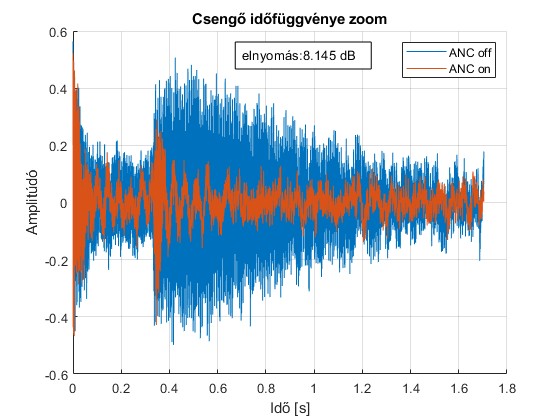 Csengő időfüggvénye zoom
elnyomás:8.145 dB
ANC off
ANC on
Amplitúdó
0.6
0.4
0.2
0
-0.2
-0.4
-0.6
0 0.2 0.4 0.6 0.8 1 1.2 1.4 1.6 1.8
Idő [s]